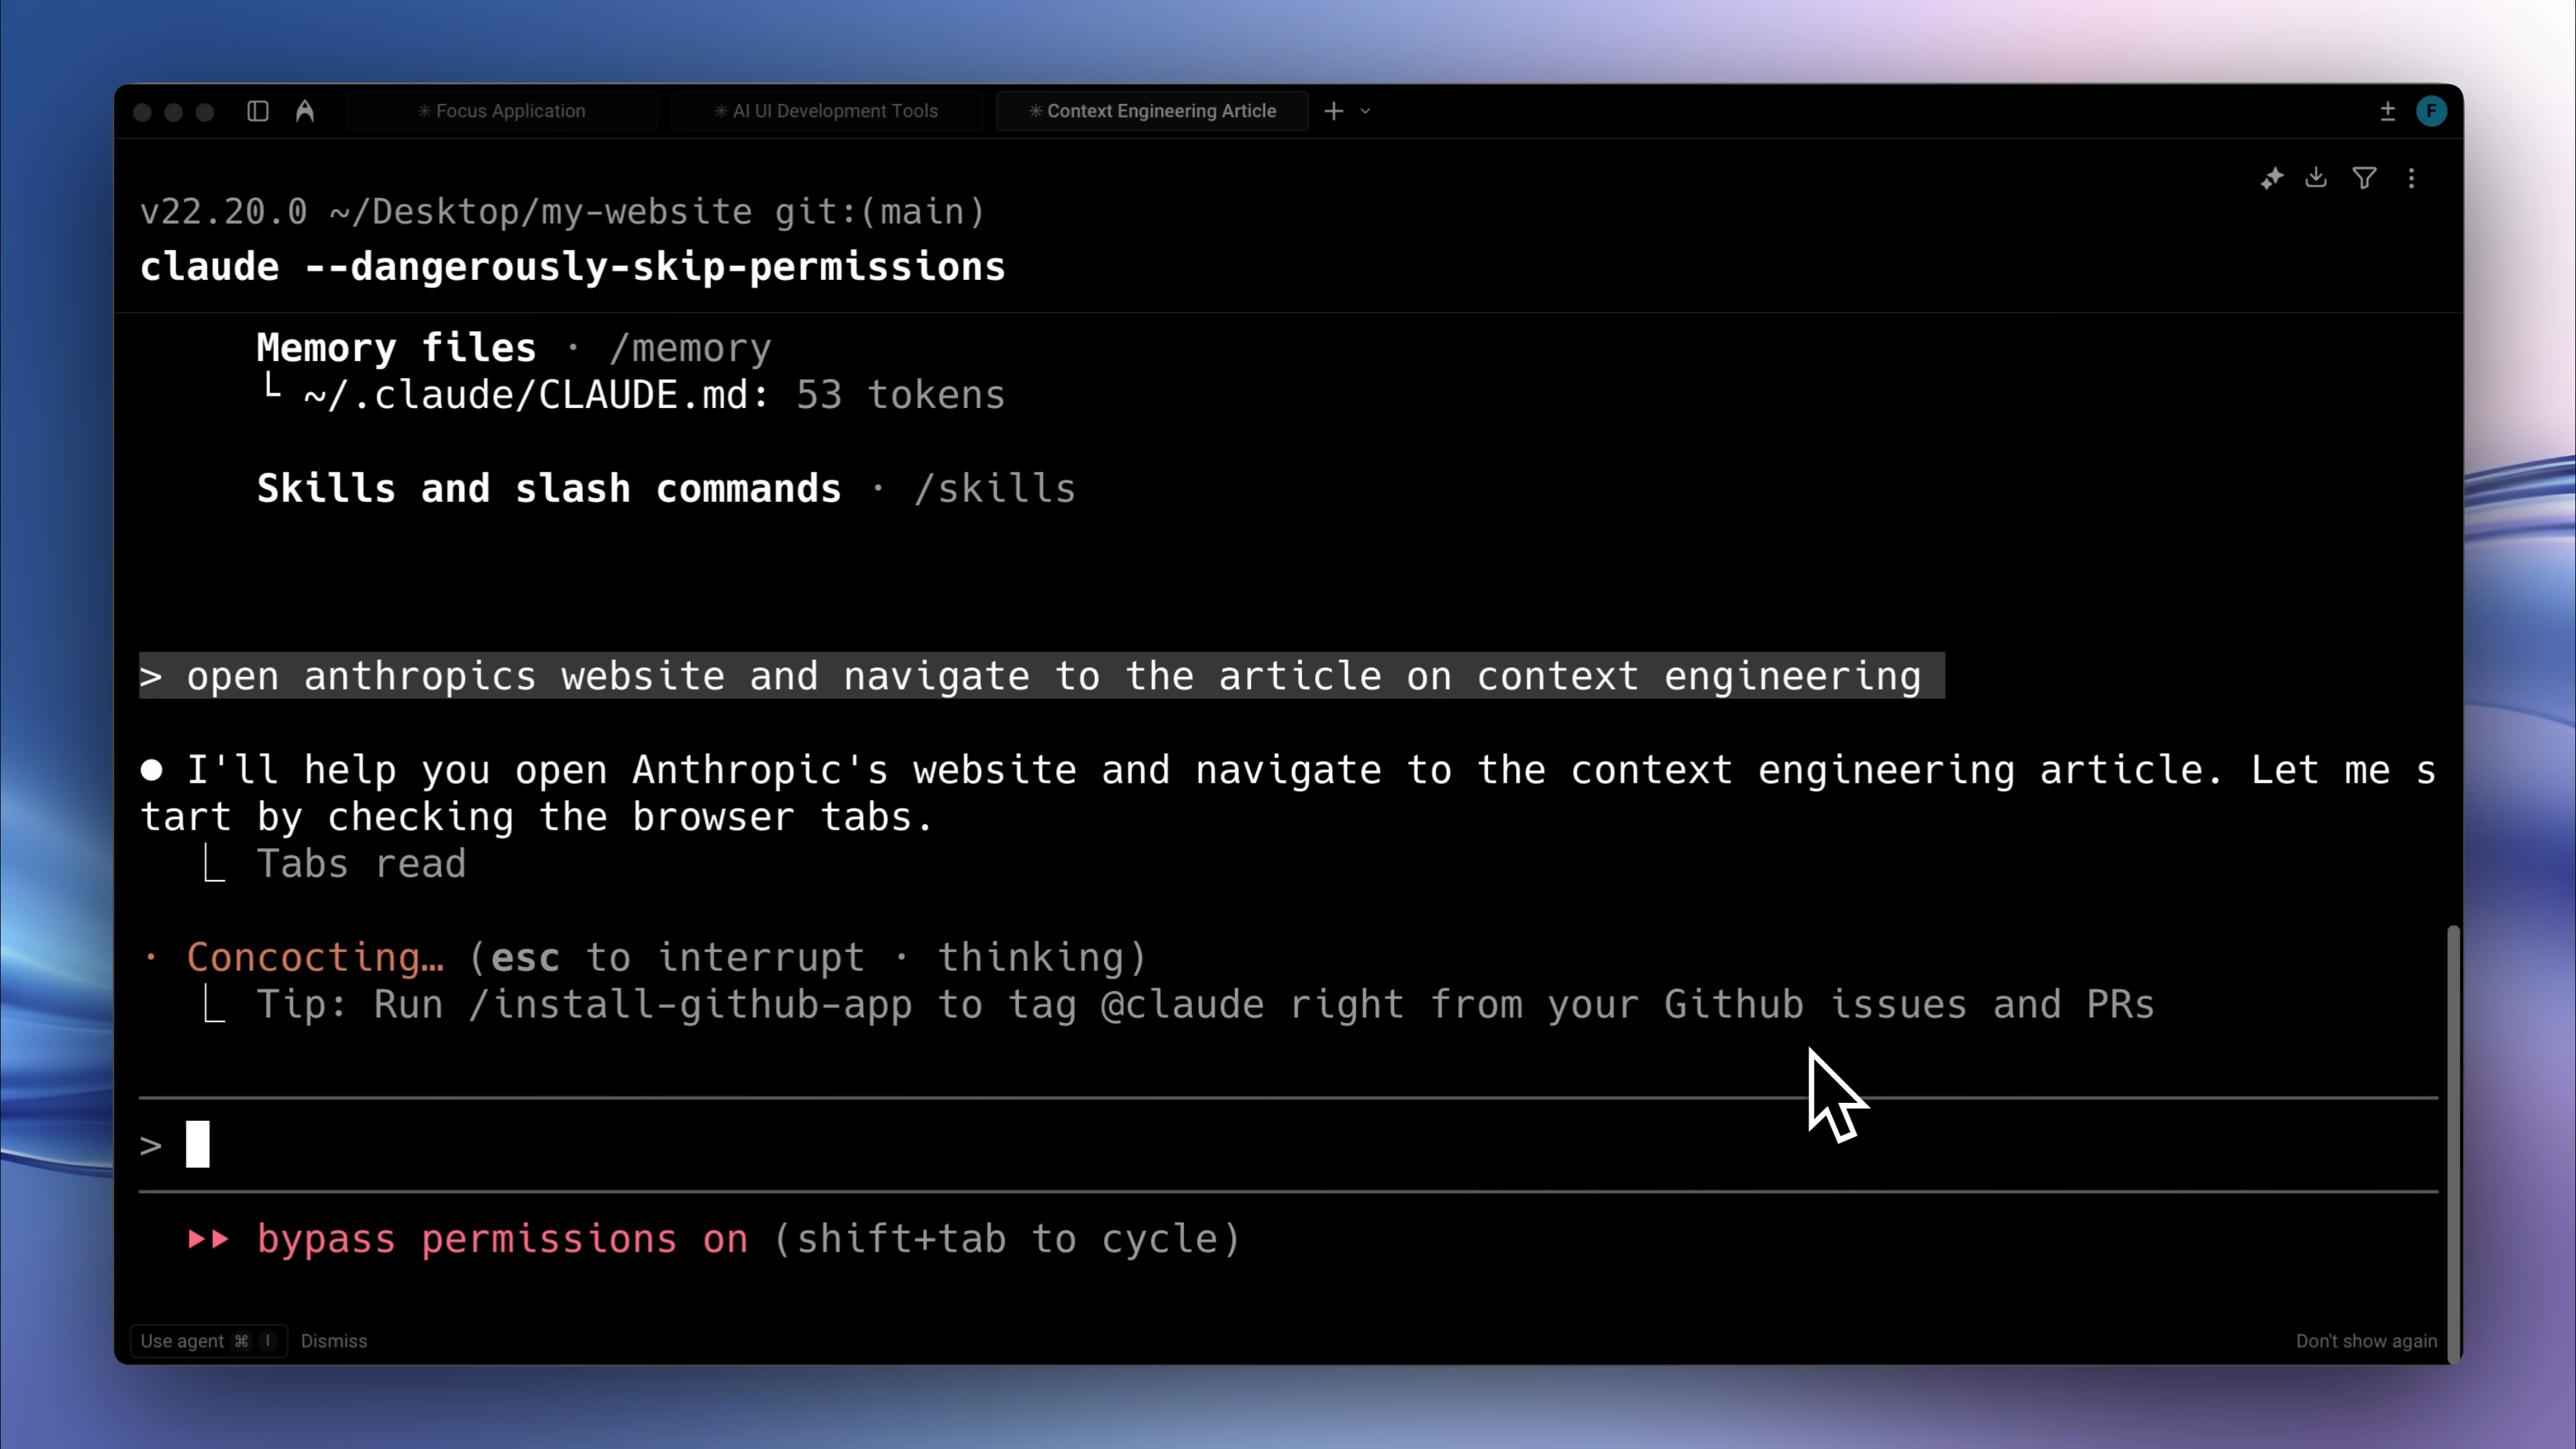 ✳ Focus Application
✳ AI UI Development Tools
✳ Context Engineering Article
F
v22.20.0 ~/Desktop/my-website git:(main)
claude --dangerously-skip-permissions
Memory files · /memory
└ ~/.claude/CLAUDE.md: 53 tokens
Skills and slash commands · /skills
> open anthropics website and navigate to the article on context engineering
● I'll help you open Anthropic's website and navigate to the context engineering article. Let me s
tart by checking the browser tabs.
⎿ Tabs read
· Concocting… (esc to interrupt · thinking)
⎿ Tip: Run /install-github-app to tag @claude right from your Github issues and PRs
>
▸▸ bypass permissions on (shift+tab to cycle)
Use agent ⌘ I Dismiss Don't show again